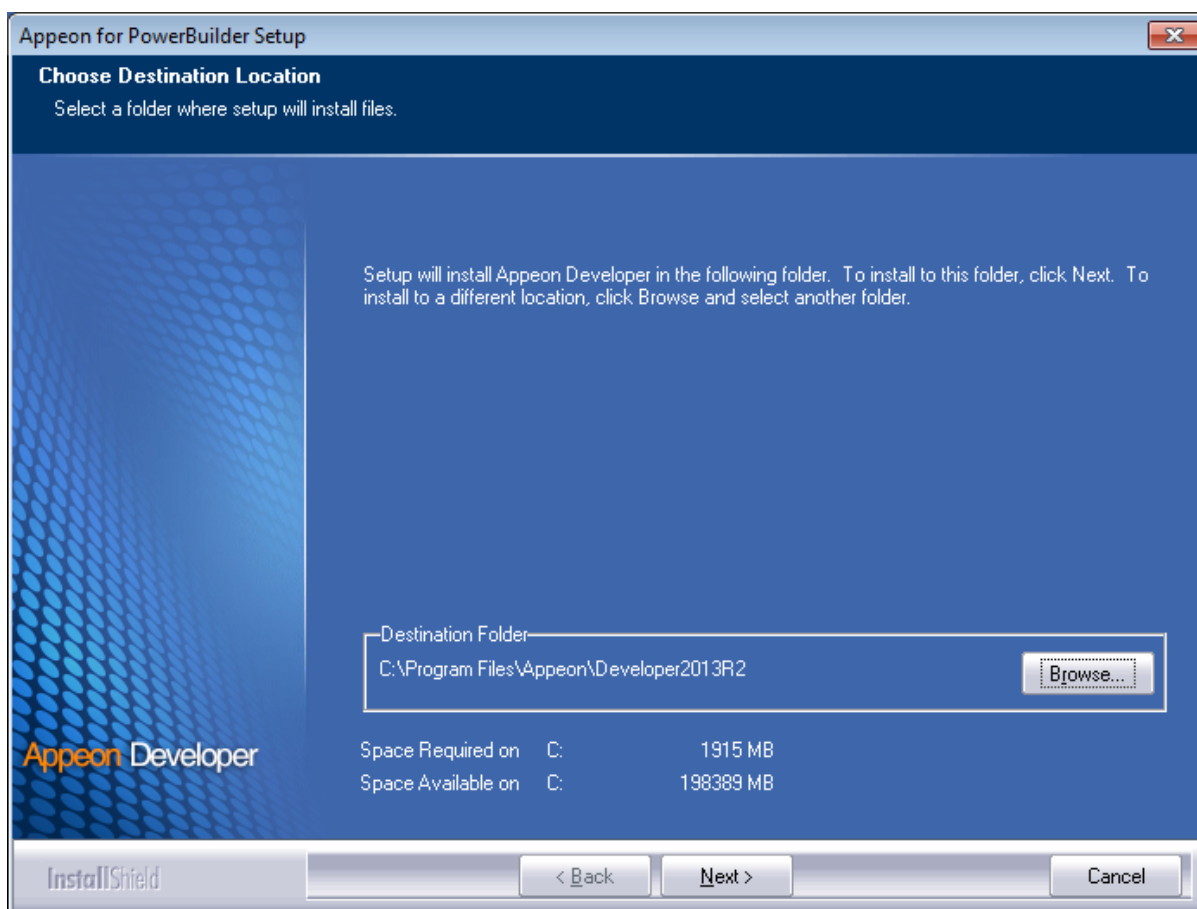 Appeon for PowerBuilder Setup
Choose Destination Location
Select a folder where setup will install files.
Setup will install Appeon Developer in the following folder. To install to this folder, click Next. To
install to a different location, click Browse and select another folder.
Destination Folder
C:\Program Files\Appeon\Developer2013R2
Browse...
Appeon Developer
Space Required on C: 1915 MB
Space Available on C: 198389 MB
InstallShield
< Back
Next >
Cancel